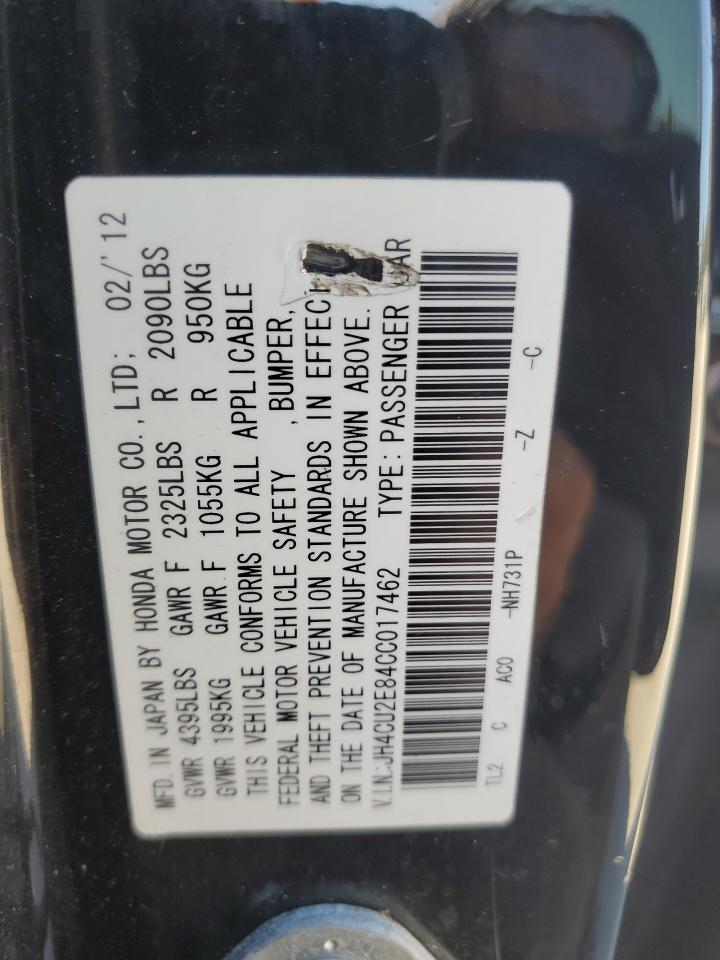 MFD. IN JAPAN BY HONDA MOTOR CO., LTD; 02/'12
GVWR 4395LBS GAWR F 2325LBS R 2090LBS
GVWR 1995KG GAWR.F 1055KG R 950KG
THIS VEHICLE CONFORMS TO ALL APPLICABLE
FEDERAL MOTOR VEHICLE SAFETY ,BUMPER,
AND THEFT PREVENTION STANDARDS IN EFFECT
ON THE DATE OF MANUFACTURE SHOWN ABOVE.
V.I.N.:JH4CU2E84CC017462 TYPE:PASSENGER CAR
TL2 C AC0 -NH731P -Z -C